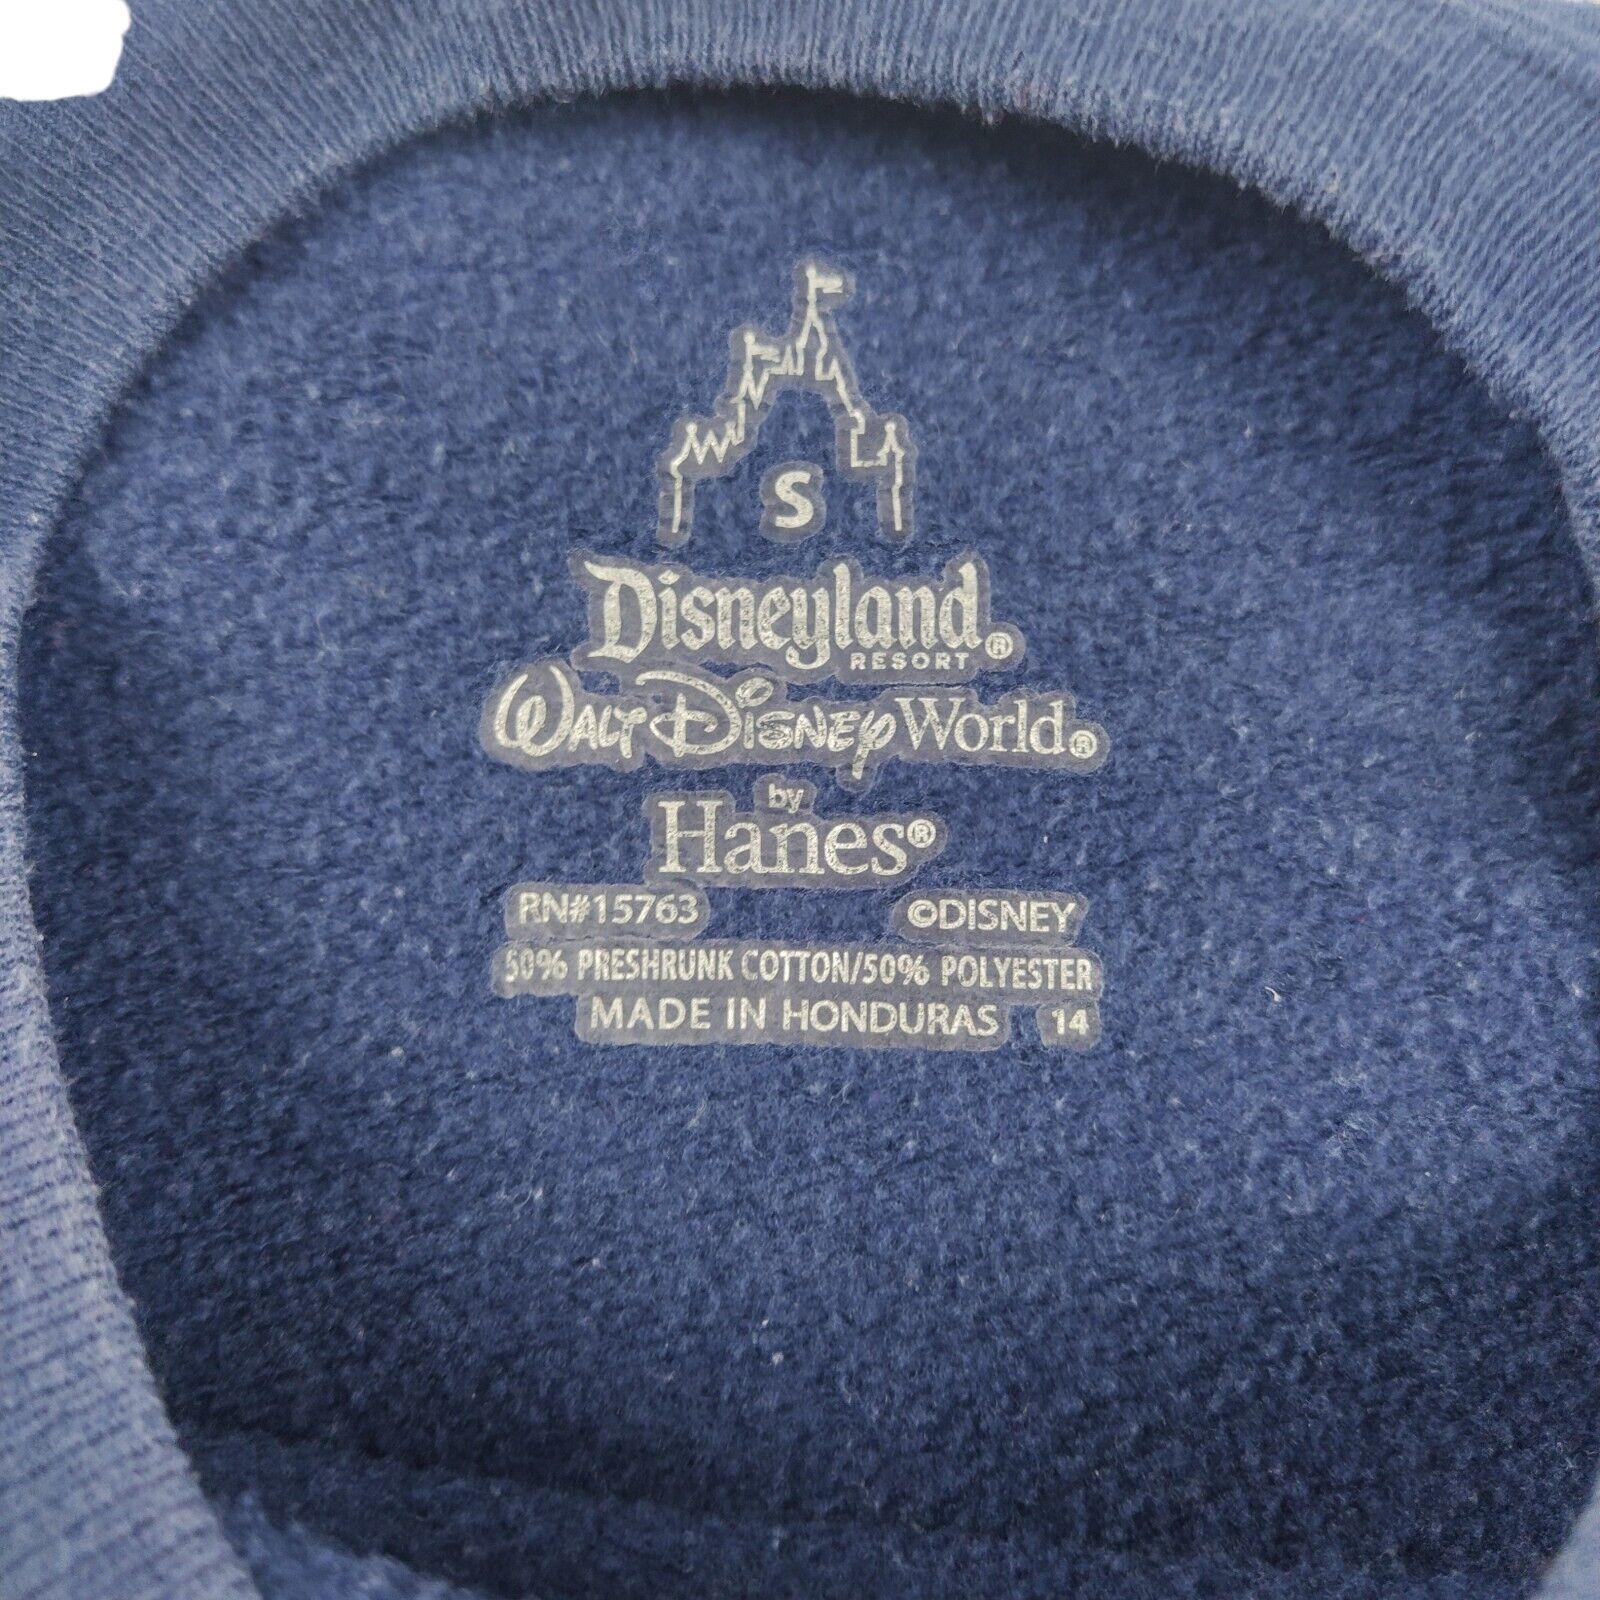 S
Disneyland®
RESORT
WALT DISNEY World®
by
Hanes®
RN#15763 ©DISNEY
50% PRESHRUNK COTTON/50% POLYESTER
MADE IN HONDURAS 14